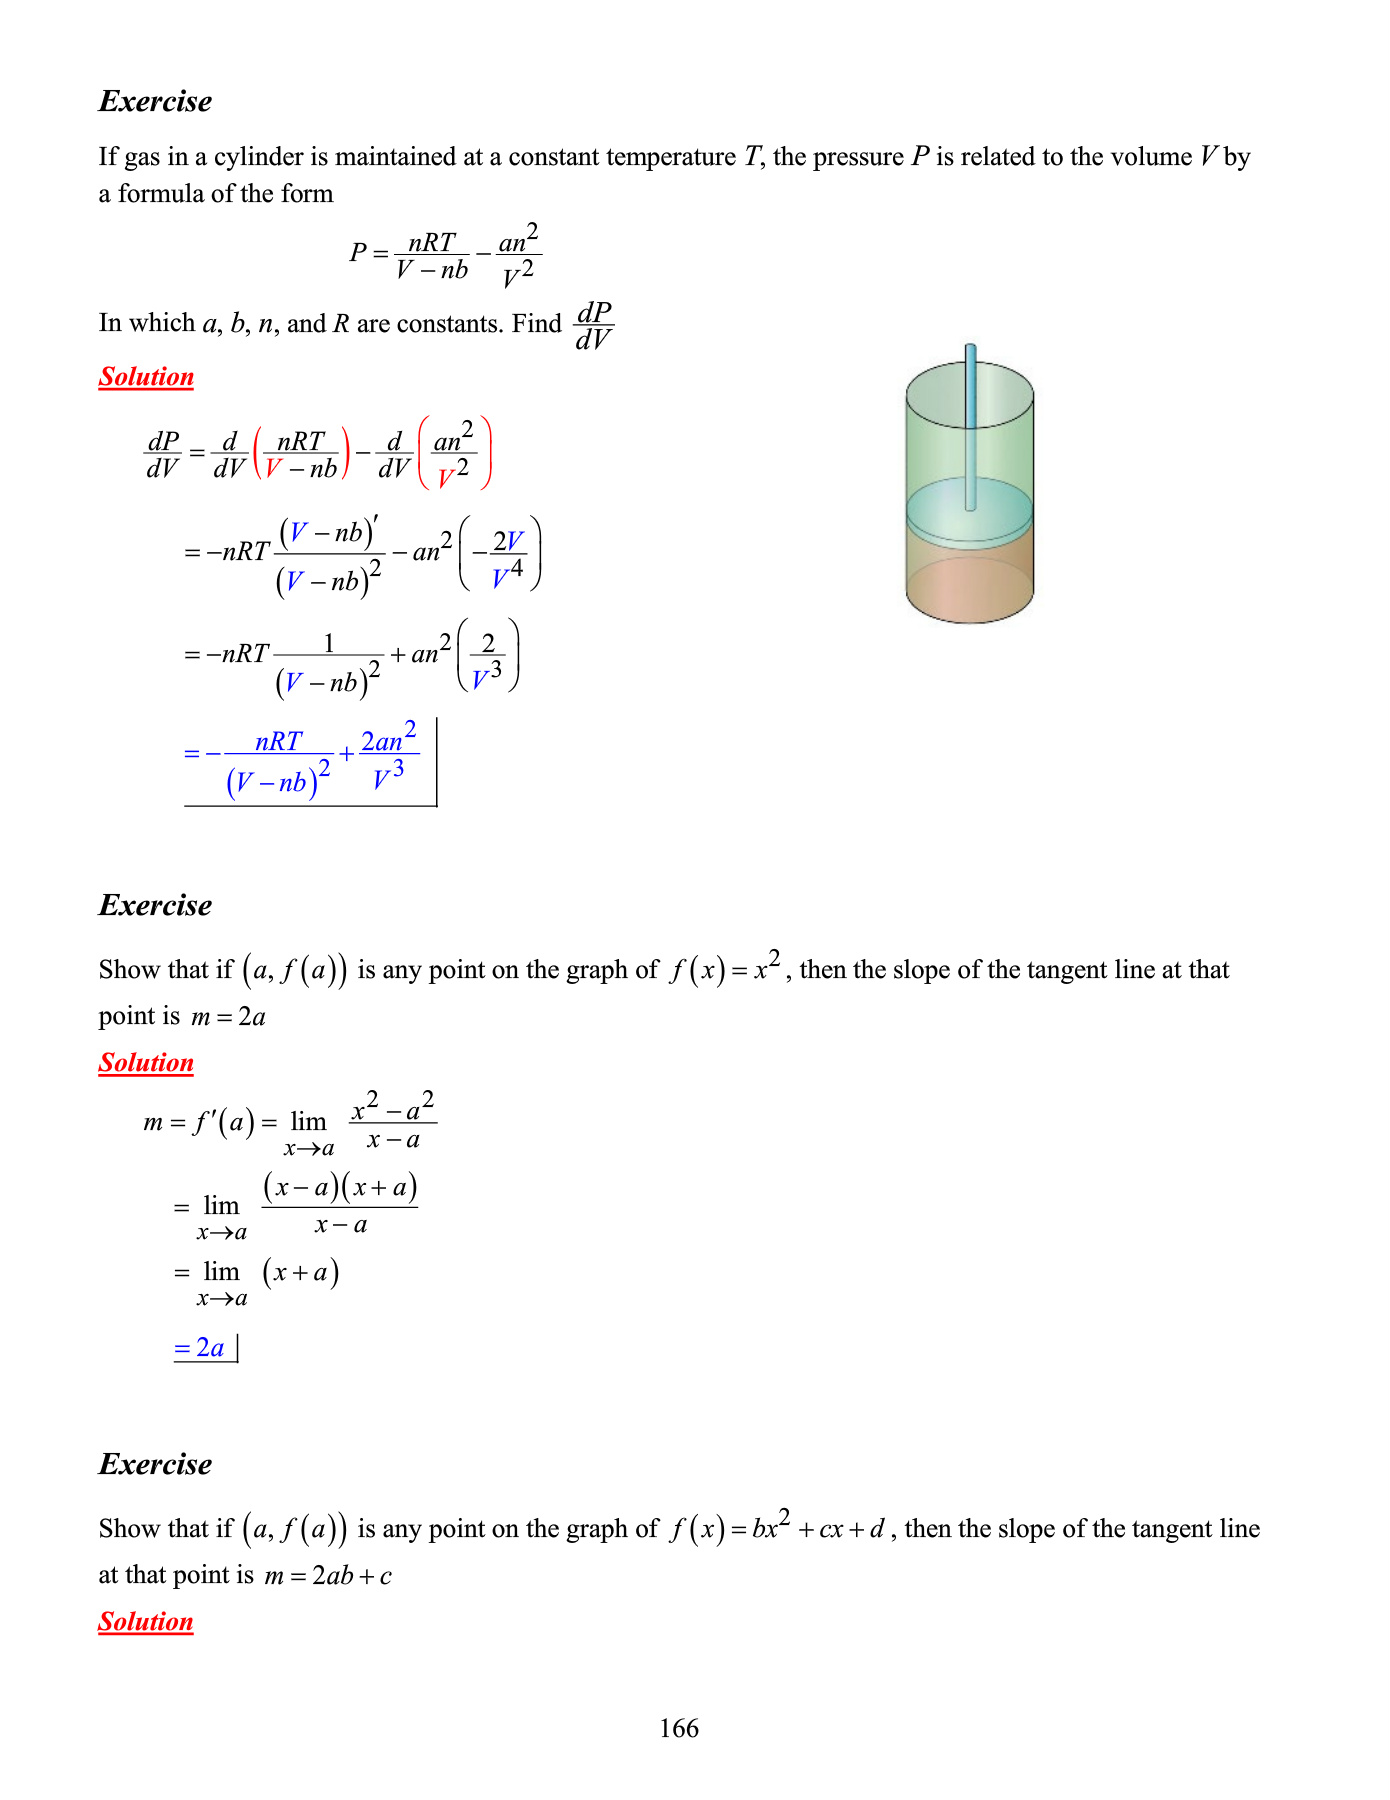 Exercise
If gas in a cylinder is maintained at a constant temperature T, the pressure P is related to the volume V by
a formula of the form
P = \frac{nRT}{V - nb} - \frac{an^2}{V^2}
In which a, b, n, and R are constants. Find \frac{dP}{dV}
Solution
\frac{dP}{dV} = \frac{d}{dV}\left(\frac{nRT}{V - nb}\right) - \frac{d}{dV}\left(\frac{an^2}{V^2}\right)
= -nRT \frac{(V - nb)'}{(V - nb)^2} - an^2\left(-\frac{2V}{V^4}\right)
= -nRT \frac{1}{(V - nb)^2} + an^2\left(\frac{2}{V^3}\right)
= -\frac{nRT}{(V - nb)^2} + \frac{2an^2}{V^3}
Exercise
Show that if (a, f(a)) is any point on the graph of f(x) = x^2, then the slope of the tangent line at that
point is m = 2a
Solution
m = f'(a) = \lim_{x \to a} \frac{x^2 - a^2}{x - a}
= \lim_{x \to a} \frac{(x - a)(x + a)}{x - a}
= \lim_{x \to a} (x + a)
= 2a
Exercise
Show that if (a, f(a)) is any point on the graph of f(x) = bx^2 + cx + d, then the slope of the tangent line
at that point is m = 2ab + c
Solution
166